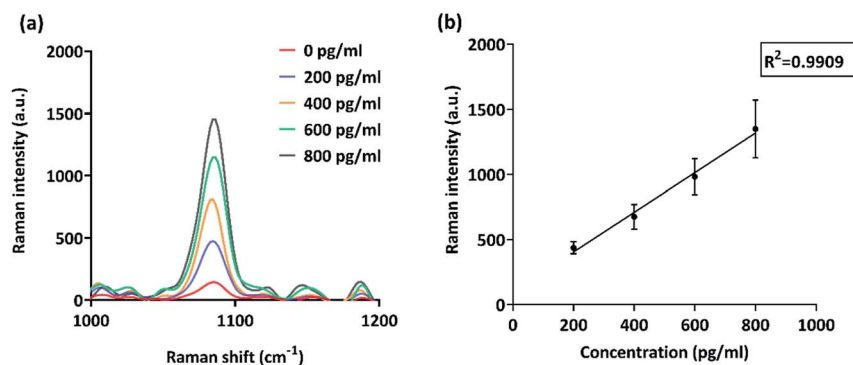 (a)
2000
1500
1000
500
0
1000
1100
1200
Raman intensity (a.u.)
Raman shift (cm⁻¹)
0 pg/ml
200 pg/ml
400 pg/ml
600 pg/ml
800 pg/ml
(b)
2000
1500
1000
500
0
0
200
400
600
800
1000
Raman intensity (a.u.)
Concentration (pg/ml)
R²=0.9909